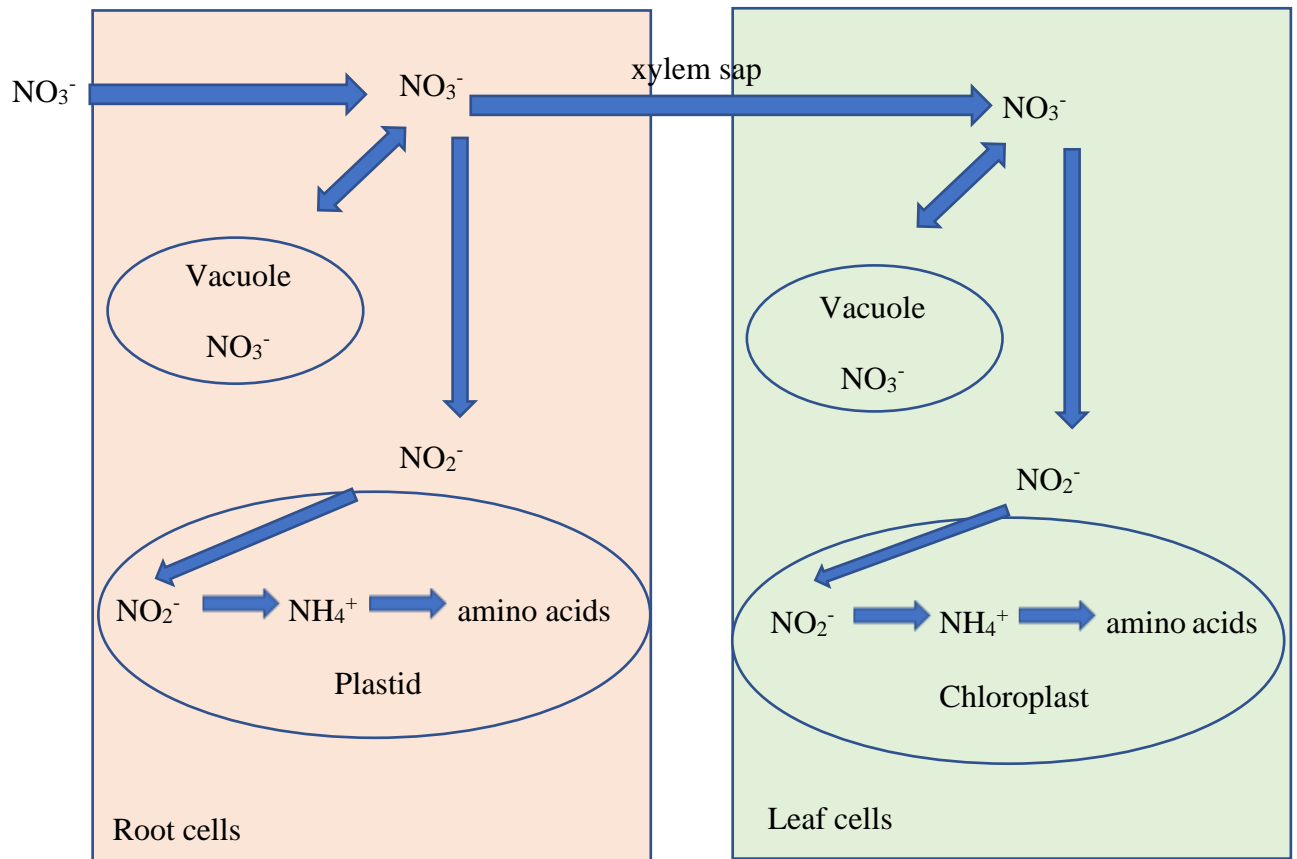 xylem sap
NO₃⁻
NO₃⁻
NO₃⁻
Vacuole
NO₃⁻
Vacuole
NO₃⁻
NO₂⁻
NO₂⁻
NO₂⁻
NH₄⁺
amino acids
NO₂⁻
NH₄⁺
amino acids
Plastid
Chloroplast
Root cells
Leaf cells